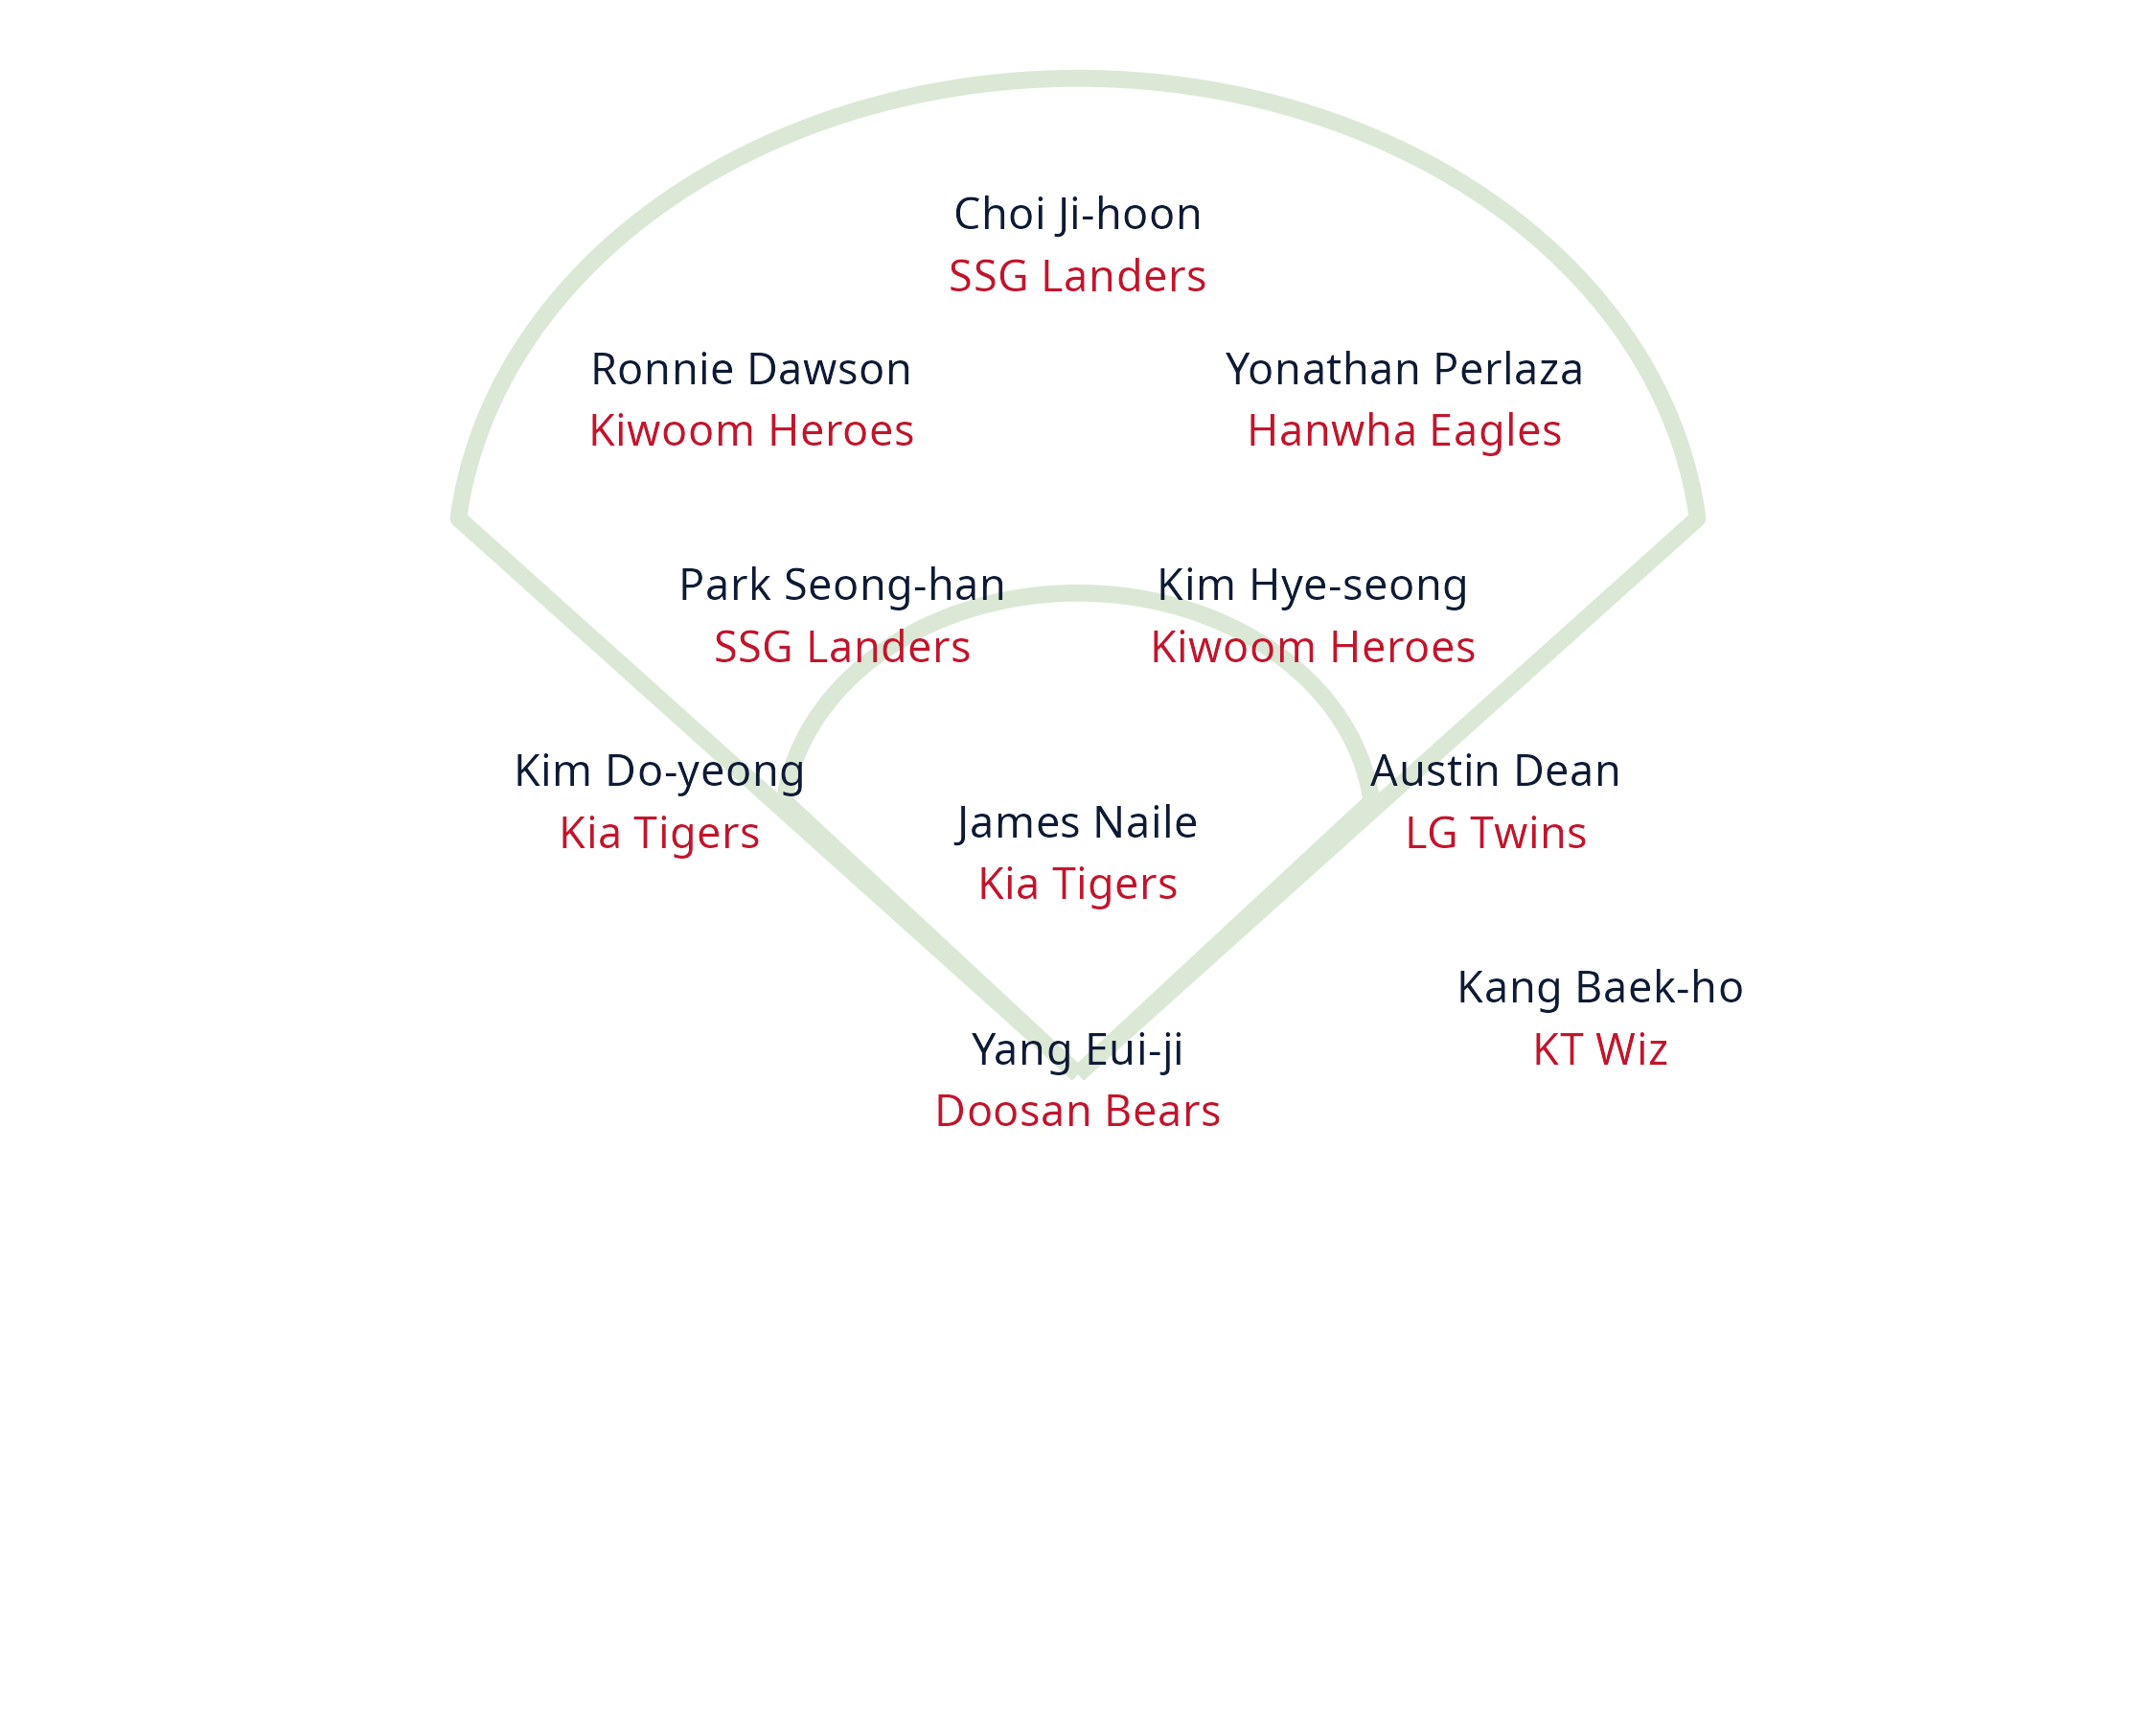 Choi Ji-hoon
SSG Landers
Ronnie Dawson
Kiwoom Heroes
Yonathan Perlaza
Hanwha Eagles
Park Seong-han
SSG Landers
Kim Hye-seong
Kiwoom Heroes
Kim Do-yeong
Kia Tigers
James Naile
Kia Tigers
Austin Dean
LG Twins
Yang Eui-ji
Doosan Bears
Kang Baek-ho
KT Wiz